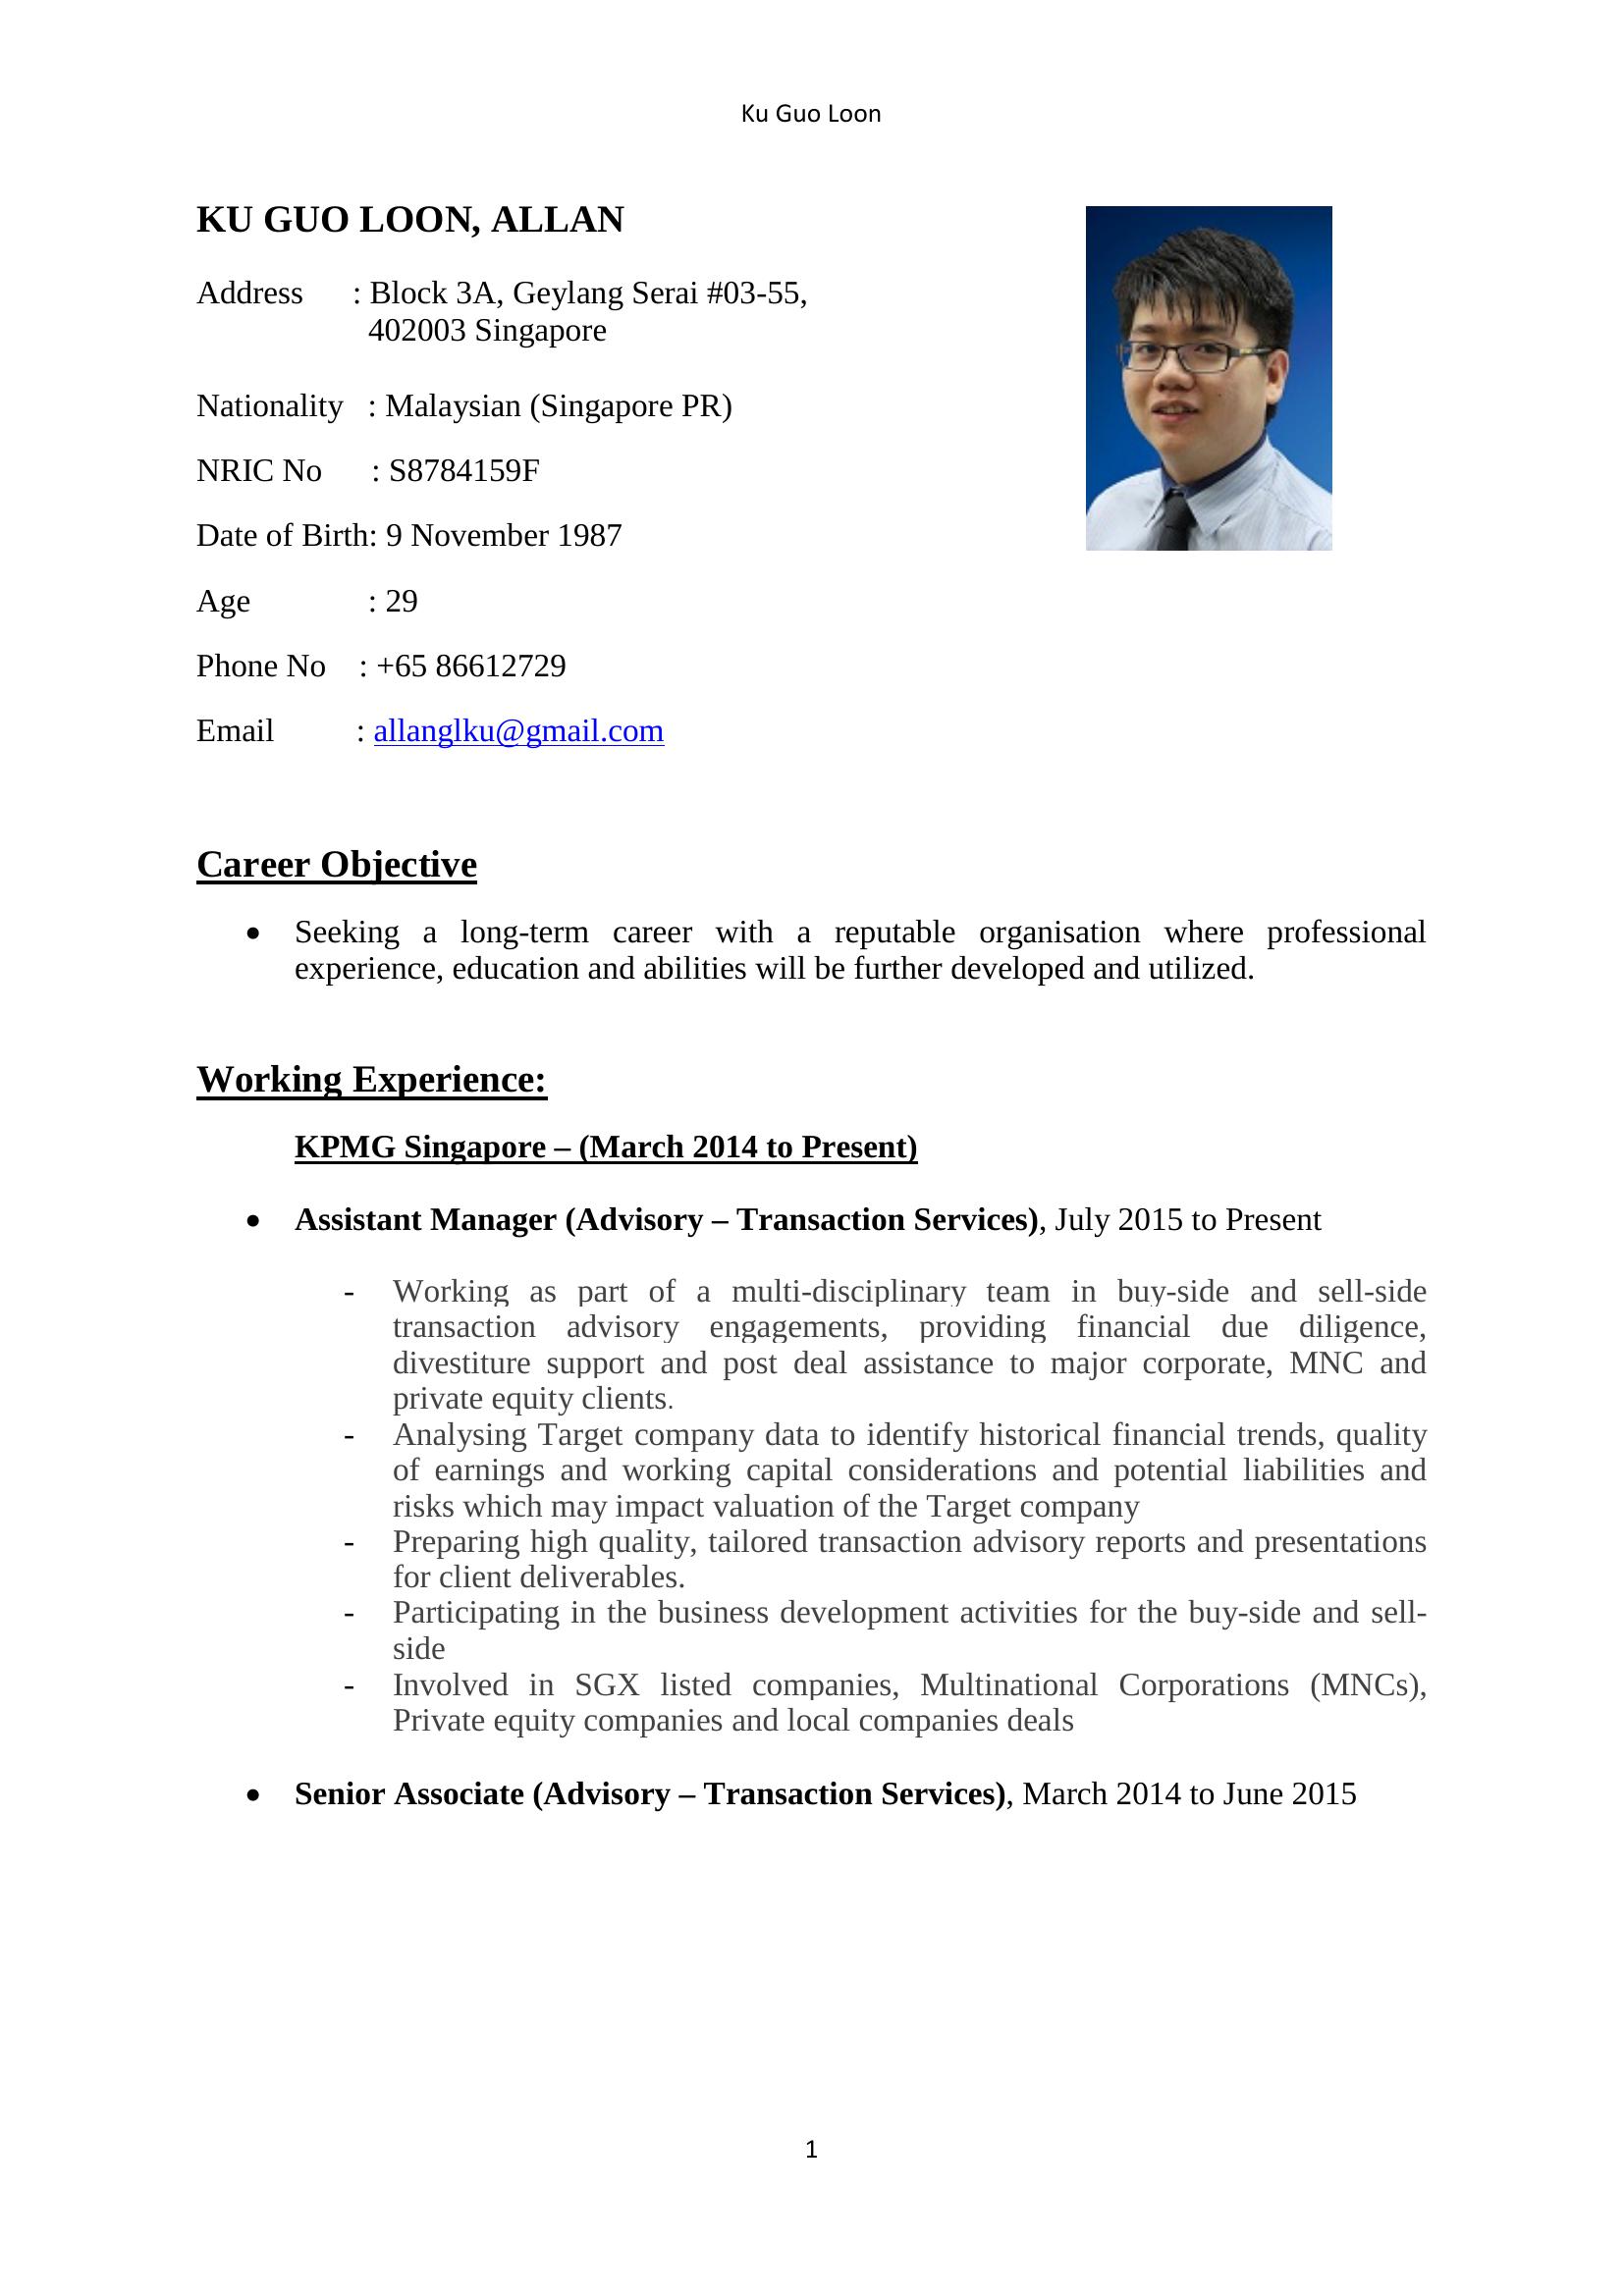 Ku Guo Loon
KU GUO LOON, ALLAN
Address : Block 3A, Geylang Serai #03-55,
402003 Singapore
Nationality : Malaysian (Singapore PR)
NRIC No : S8784159F
Date of Birth: 9 November 1987
Age : 29
Phone No : +65 86612729
Email : allanglku@gmail.com
Career Objective
• Seeking a long-term career with a reputable organisation where professional
experience, education and abilities will be further developed and utilized.
Working Experience:
KPMG Singapore – (March 2014 to Present)
• Assistant Manager (Advisory – Transaction Services), July 2015 to Present
- Working as part of a multi-disciplinary team in buy-side and sell-side
transaction advisory engagements, providing financial due diligence,
divestiture support and post deal assistance to major corporate, MNC and
private equity clients.
- Analysing Target company data to identify historical financial trends, quality
of earnings and working capital considerations and potential liabilities and
risks which may impact valuation of the Target company
- Preparing high quality, tailored transaction advisory reports and presentations
for client deliverables.
- Participating in the business development activities for the buy-side and sell-
side
- Involved in SGX listed companies, Multinational Corporations (MNCs),
Private equity companies and local companies deals
• Senior Associate (Advisory – Transaction Services), March 2014 to June 2015
1